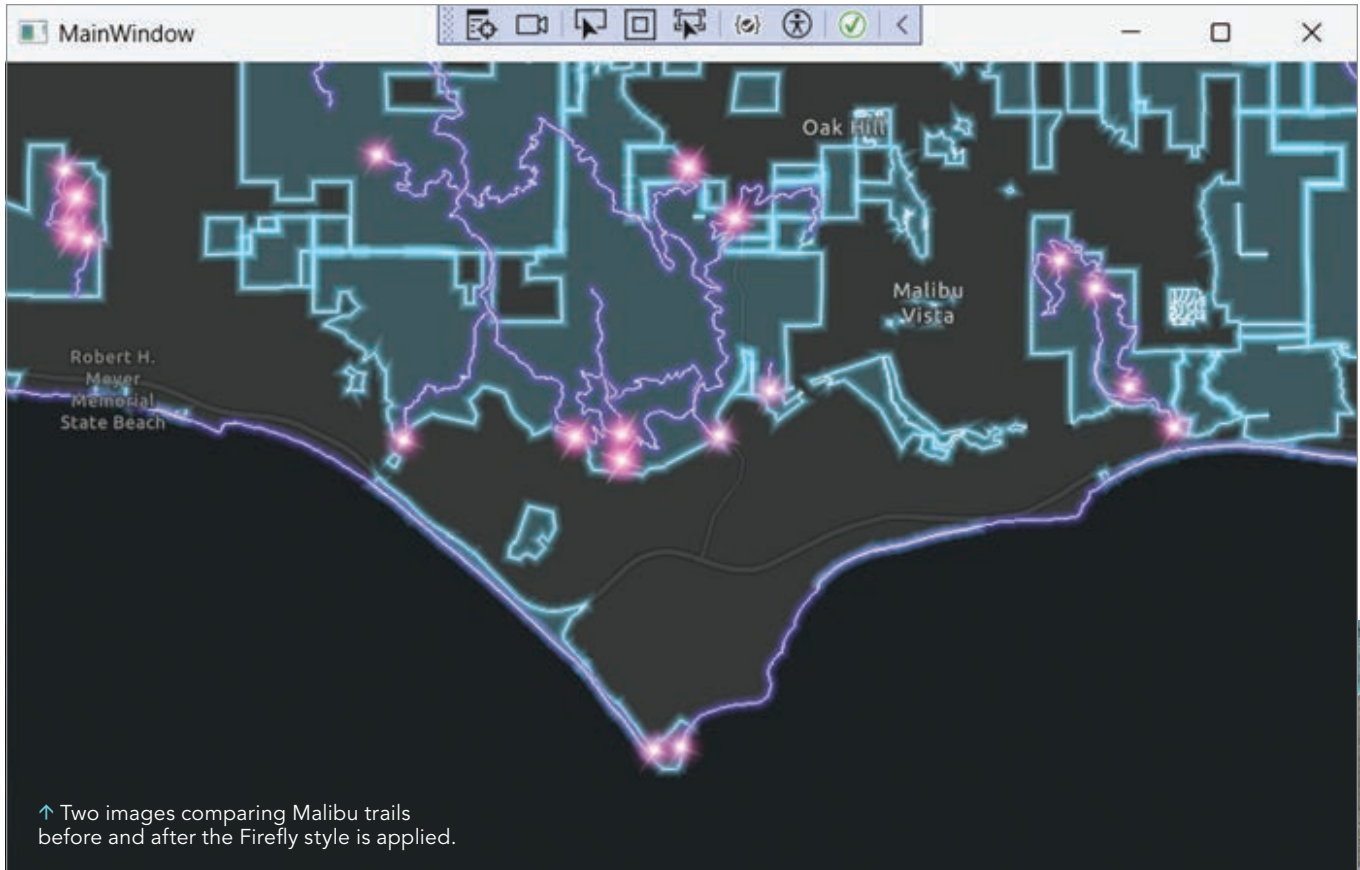 MainWindow
Oak Hill
Malibu
Vista
Robert H.
Meyer
Memorial
State Beach
↑ Two images comparing Malibu trails
before and after the Firefly style is applied.